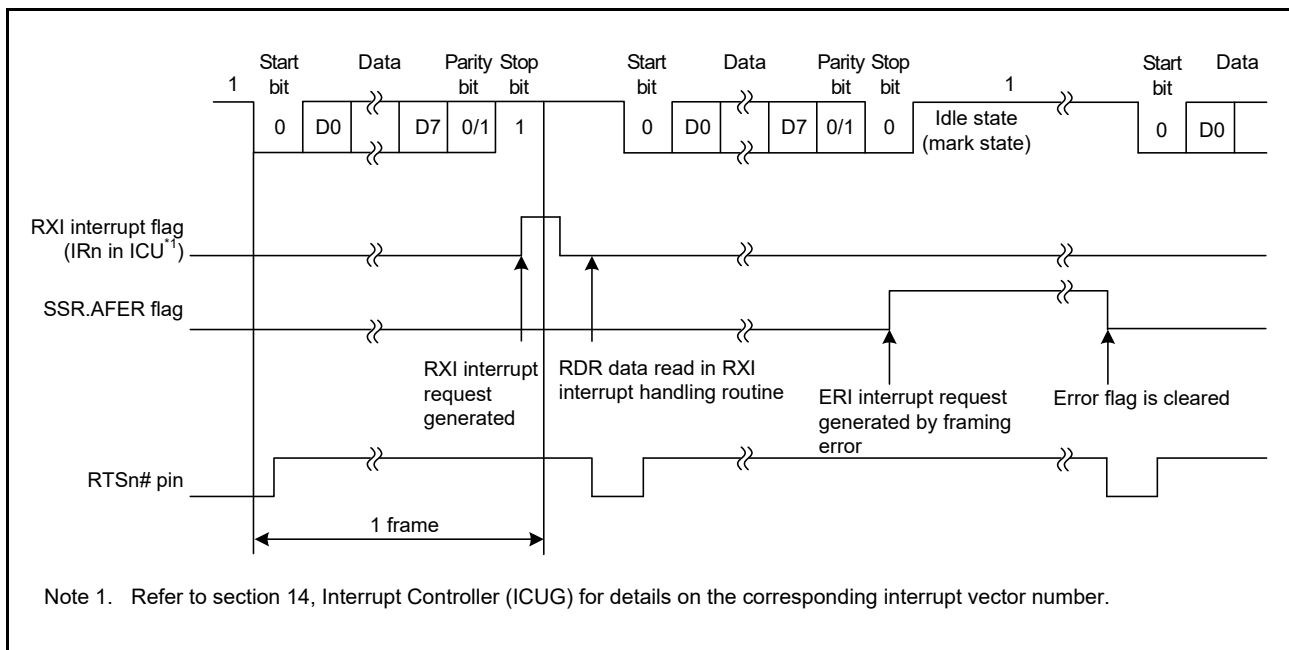 Start Data Parity Stop Start Data Parity Stop Start Data
1 bit bit bit bit bit bit 1 bit
0 D0 D7 0/1 1 0 D0 D7 0/1 0 Idle state 0 D0
(mark state)
RXI interrupt flag
(IRn in ICU*1)
SSR.AFER flag
RXI interrupt
request
generated
RDR data read in RXI
interrupt handling routine
ERI interrupt request
generated by framing
error
Error flag is cleared
RTSn# pin
1 frame
Note 1. Refer to section 14, Interrupt Controller (ICUG) for details on the corresponding interrupt vector number.